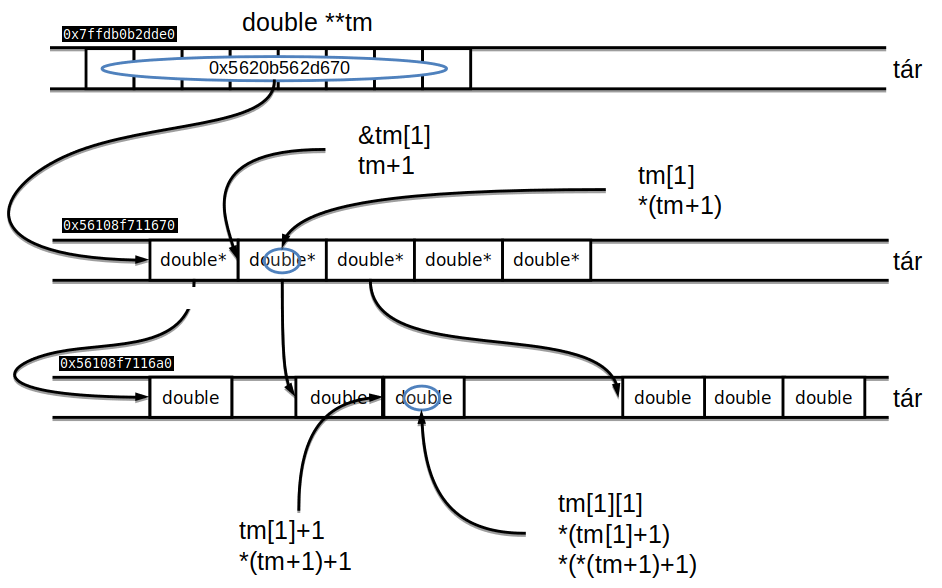 double **tm
0x7ffdb0b2dde0
0x5620b562d670
tár
&tm[1]
tm+1
tm[1]
*(tm+1)
0x56108f711670
double* double* double* double* double*
tár
0x56108f7116a0
double double double double double double
tár
tm[1]+1
*(tm+1)+1
tm[1][1]
*(tm[1]+1)
*(*(tm+1)+1)